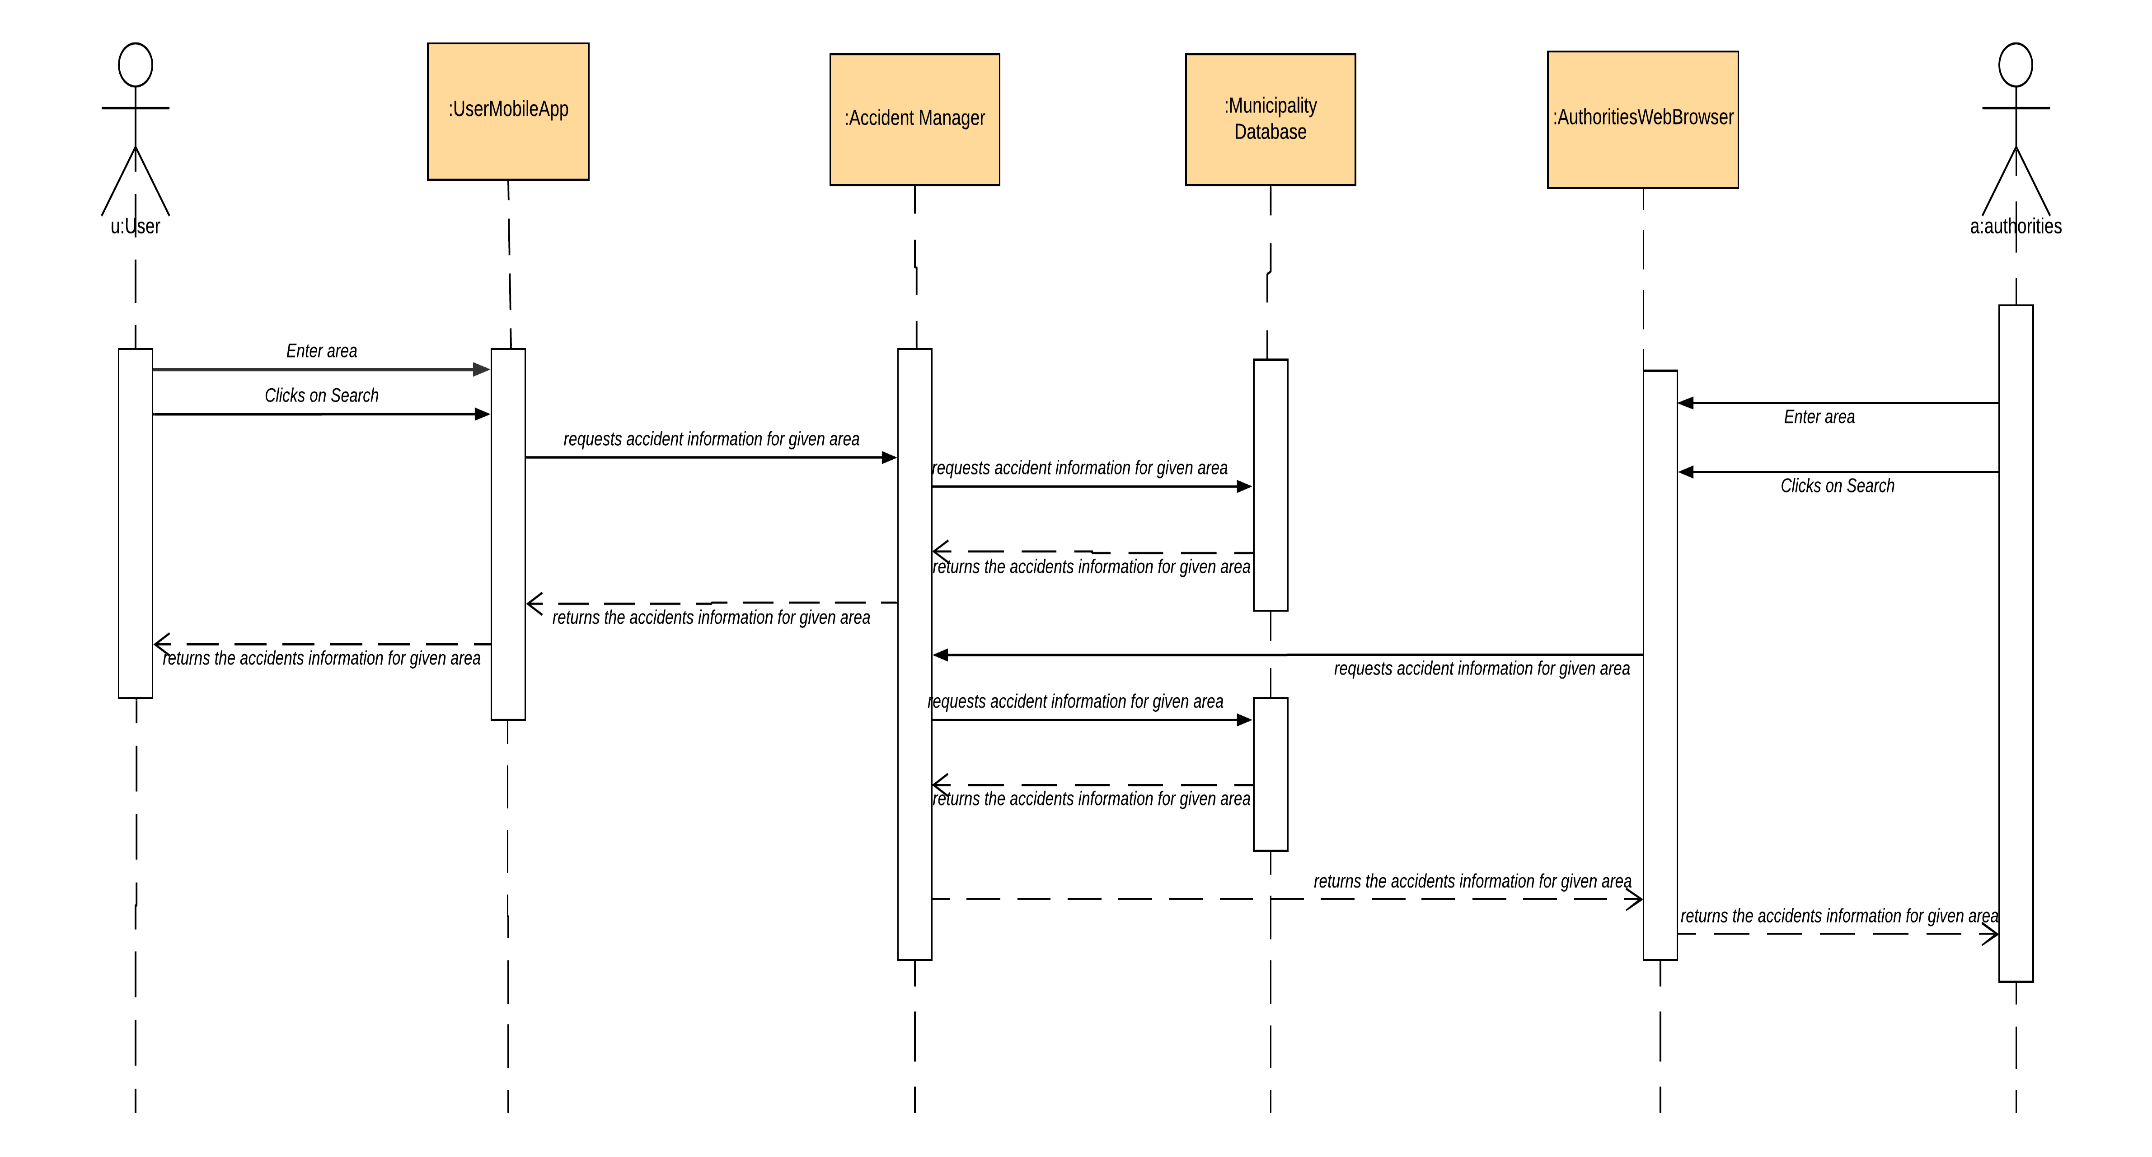 :UserMobileApp
:Accident Manager
:Municipality
Database
:AuthoritiesWebBrowser
u:User
a:authorities
Enter area
Clicks on Search
Enter area
requests accident information for given area
requests accident information for given area
Clicks on Search
returns the accidents information for given area
returns the accidents information for given area
returns the accidents information for given area
requests accident information for given area
requests accident information for given area
returns the accidents information for given area
returns the accidents information for given area
returns the accidents information for given area